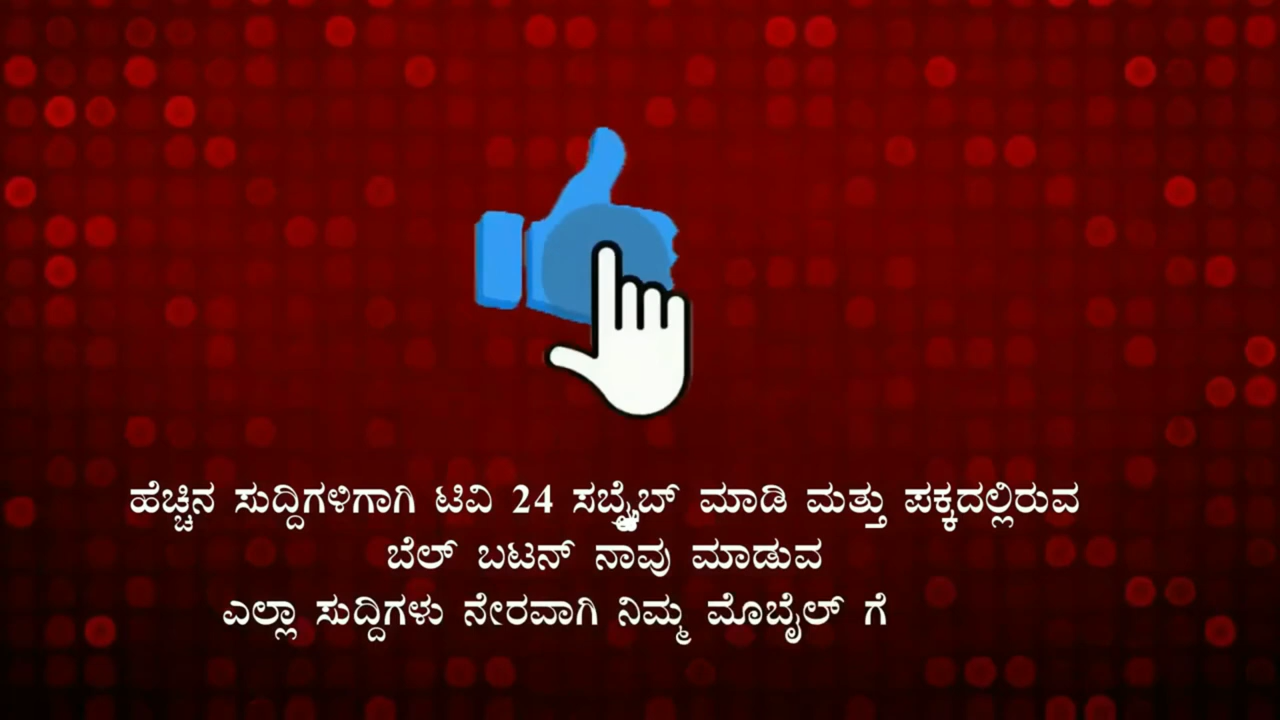 ಹೆಚ್ಚಿನ ಸುದ್ದಿಗಳಿಗಾಗಿ ಟಿವಿ 24 ಸಬ್ಸ್ಕ್ರೈಬ್ ಮಾಡಿ ಮತ್ತು ಪಕ್ಕದಲ್ಲಿರುವ
ಬೆಲ್ ಬಟನ್ ನಾವು ಮಾಡುವ
ಎಲ್ಲಾ ಸುದ್ದಿಗಳು ನೇರವಾಗಿ ನಿಮ್ಮ ಮೊಬೈಲ್ ಗೆ